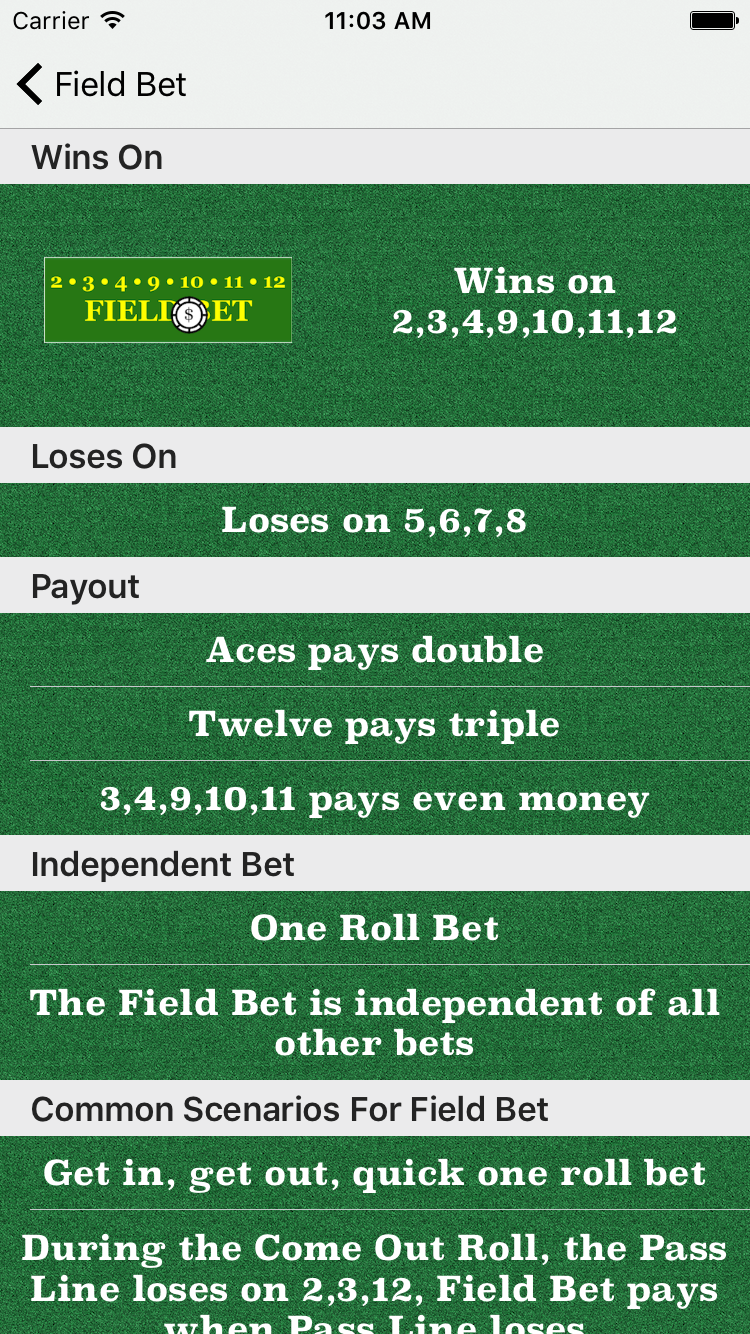 Carrier 11:03 AM
Field Bet
Wins On
2 • 3 • 4 • 9 • 10 • 11 • 12
FIELD BET
$
Wins on
2,3,4,9,10,11,12
Loses On
Loses on 5,6,7,8
Payout
Aces pays double
Twelve pays triple
3,4,9,10,11 pays even money
Independent Bet
One Roll Bet
The Field Bet is independent of all
other bets
Common Scenarios For Field Bet
Get in, get out, quick one roll bet
During the Come Out Roll, the Pass
Line loses on 2,3,12, Field Bet pays
when Pass Line loses